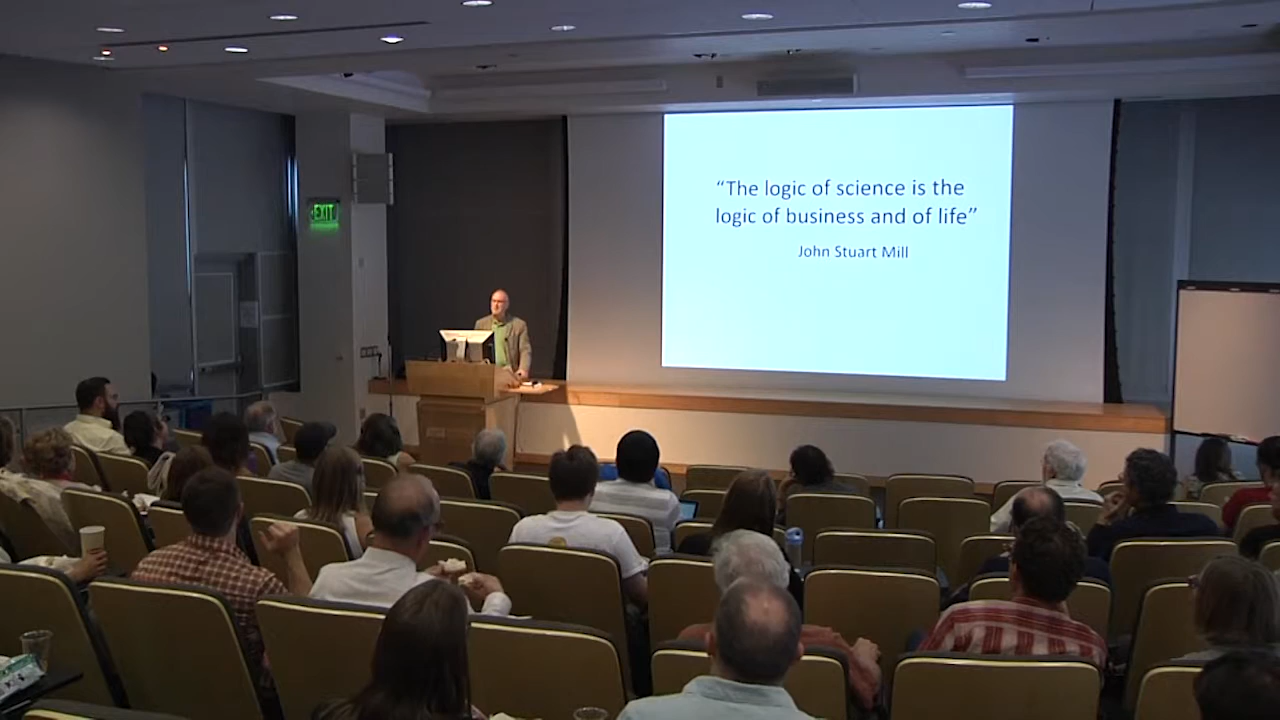 “The logic of science is the
logic of business and of life”
John Stuart Mill
EXIT